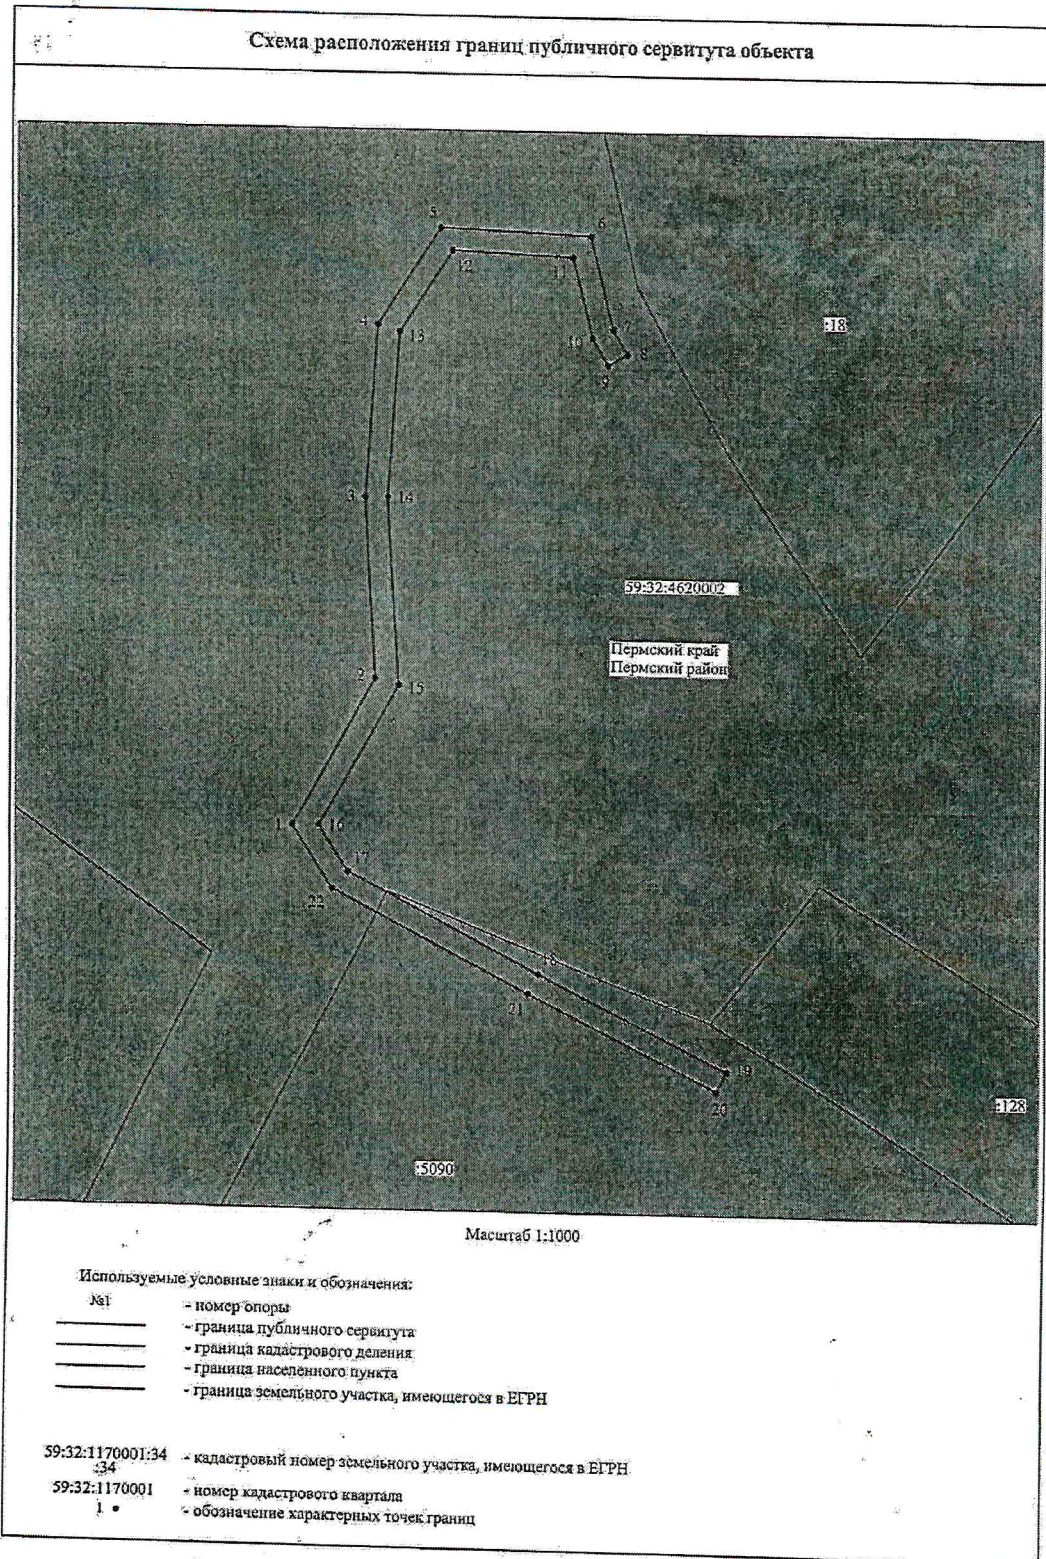 Схема расположения границ публичного сервитута объекта
5
6
12
11
4
13
:18
10
7
8
9
3
14
59:32:4620002
Пермский край
Пермский район
2
15
1
16
17
22
18
21
19
20
:128
:5090
Масштаб 1:1000
Используемые условные знаки и обозначения:
№1 - номер опоры
- граница публичного сервитута
- граница кадастрового деления
- граница населенного пункта
- граница земельного участка, имеющегося в ЕГРН
59:32:1170001:34
:34 - кадастровый номер земельного участка, имеющегося в ЕГРН
59:32:1170001 - номер кадастрового квартала
1 • - обозначение характерных точек границ